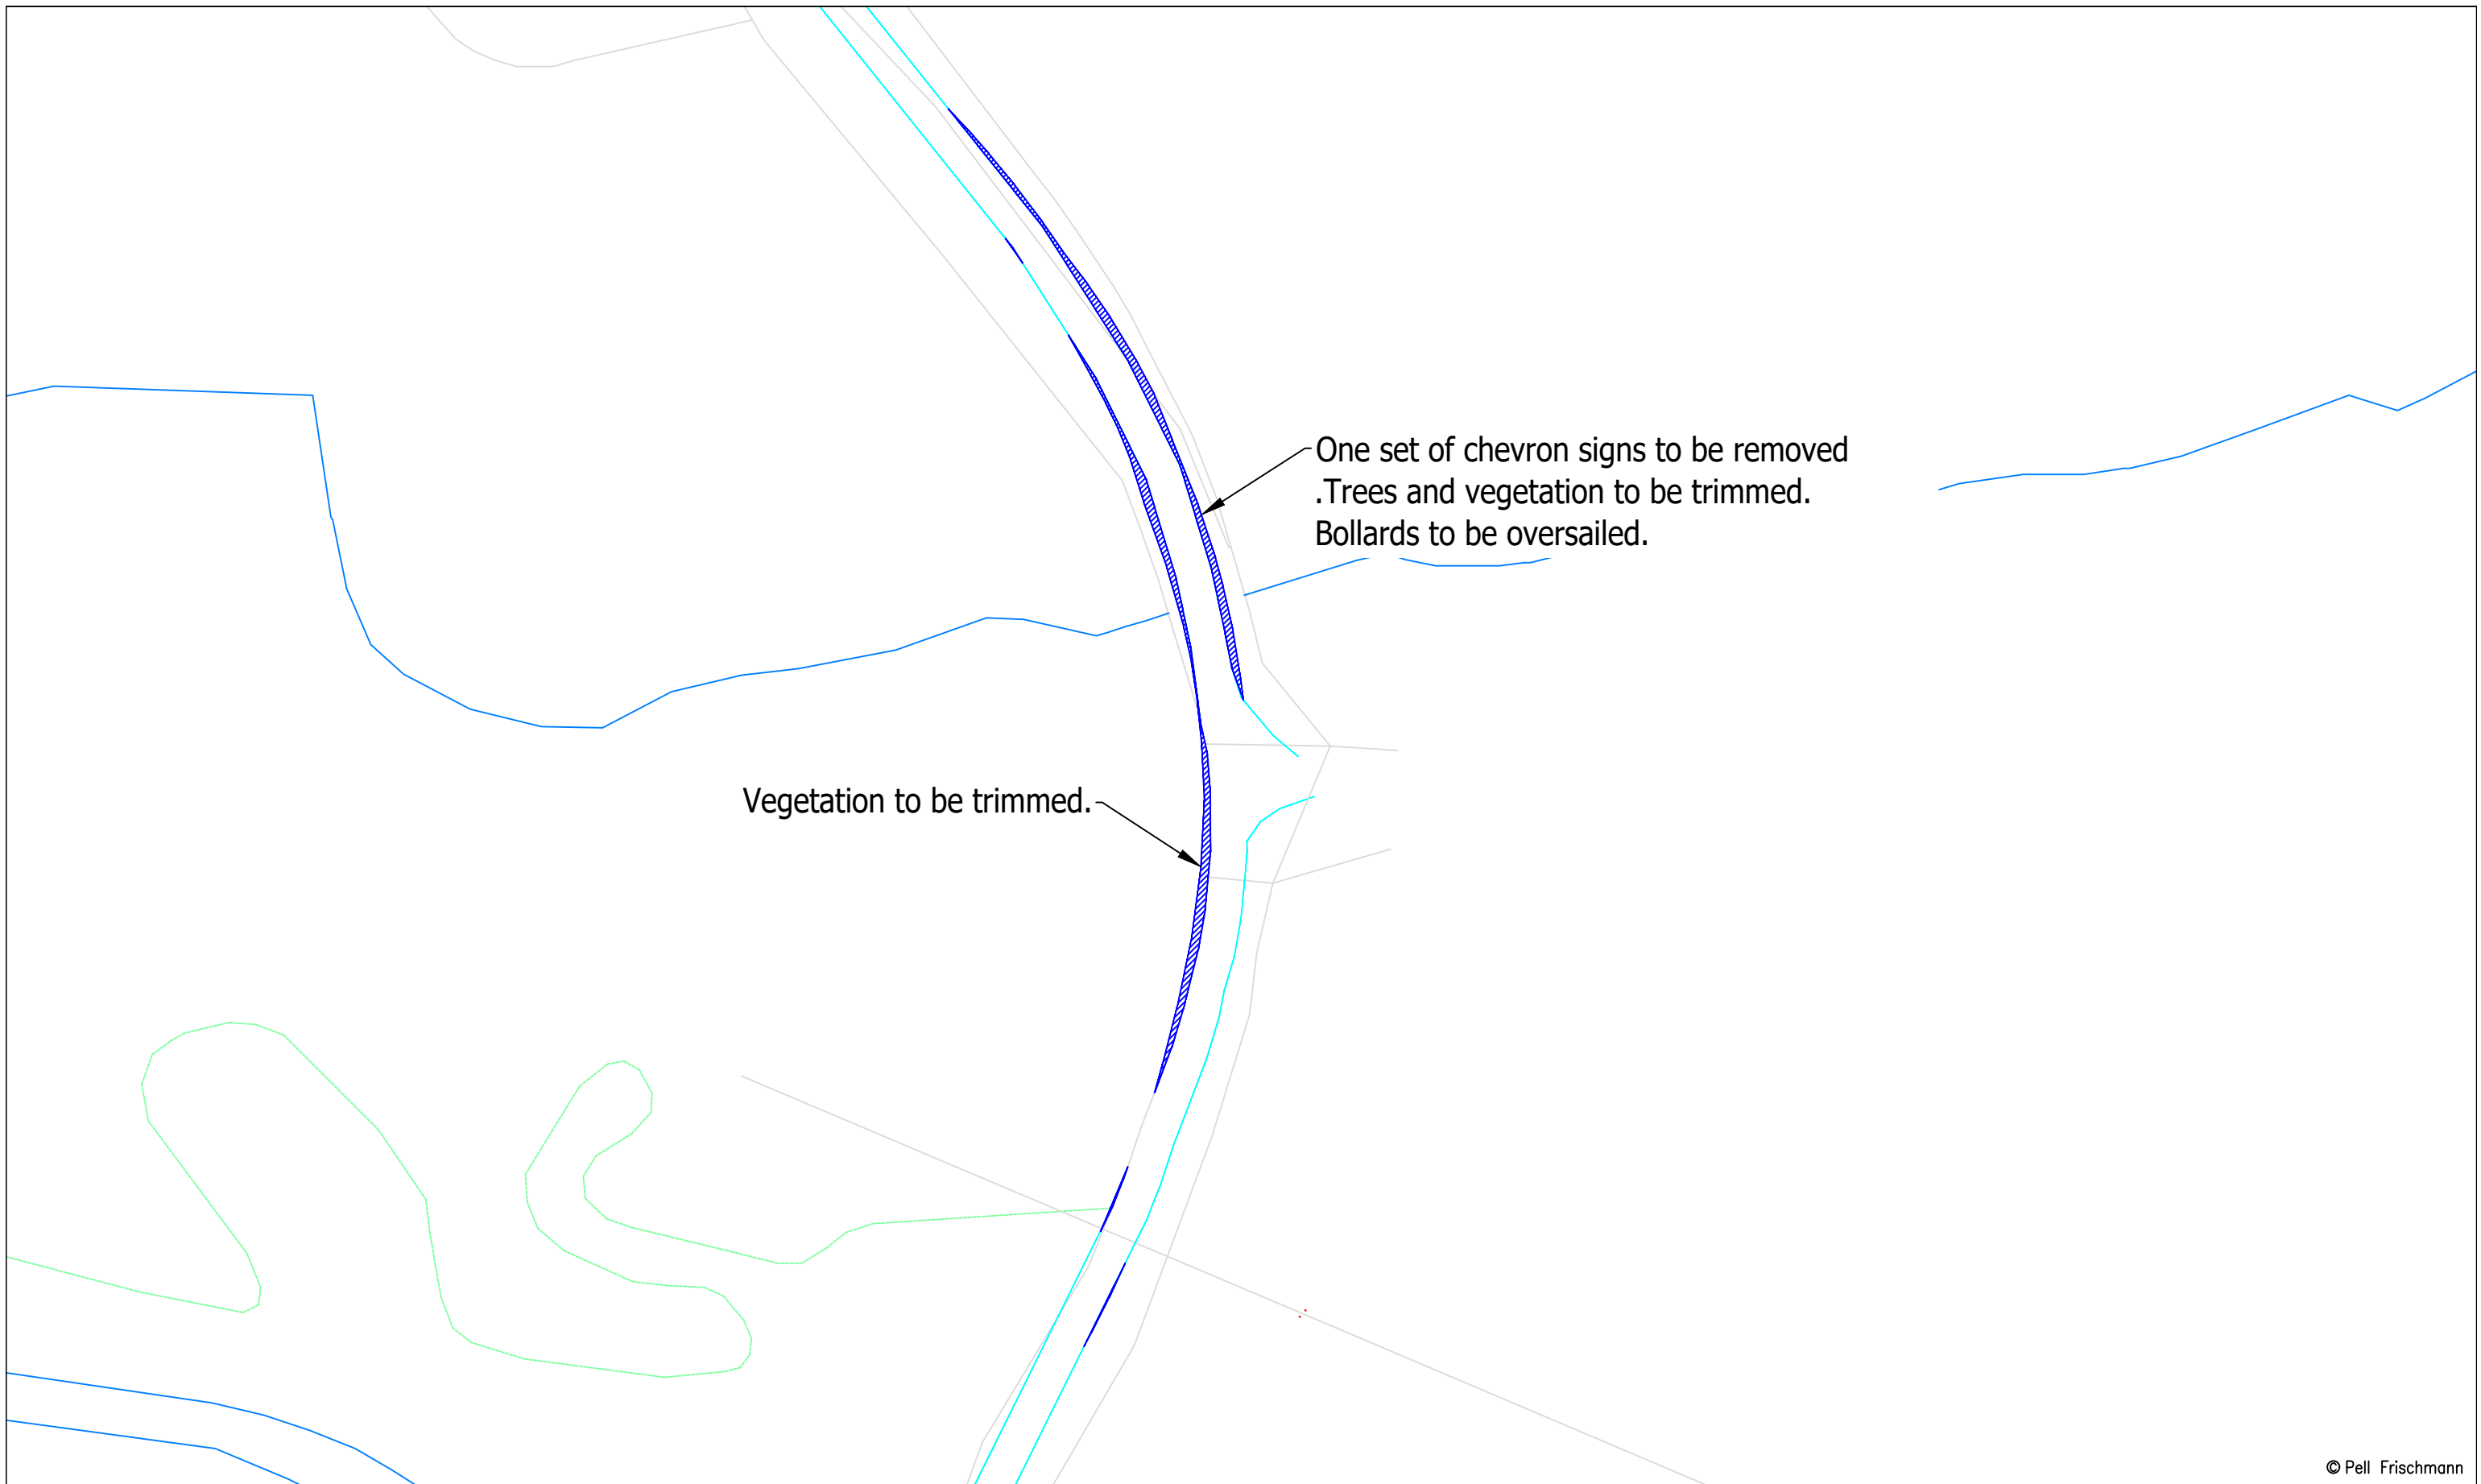 One set of chevron signs to be removed
.Trees and vegetation to be trimmed.
Bollards to be oversailed.
Vegetation to be trimmed.
© Pell Frischmann